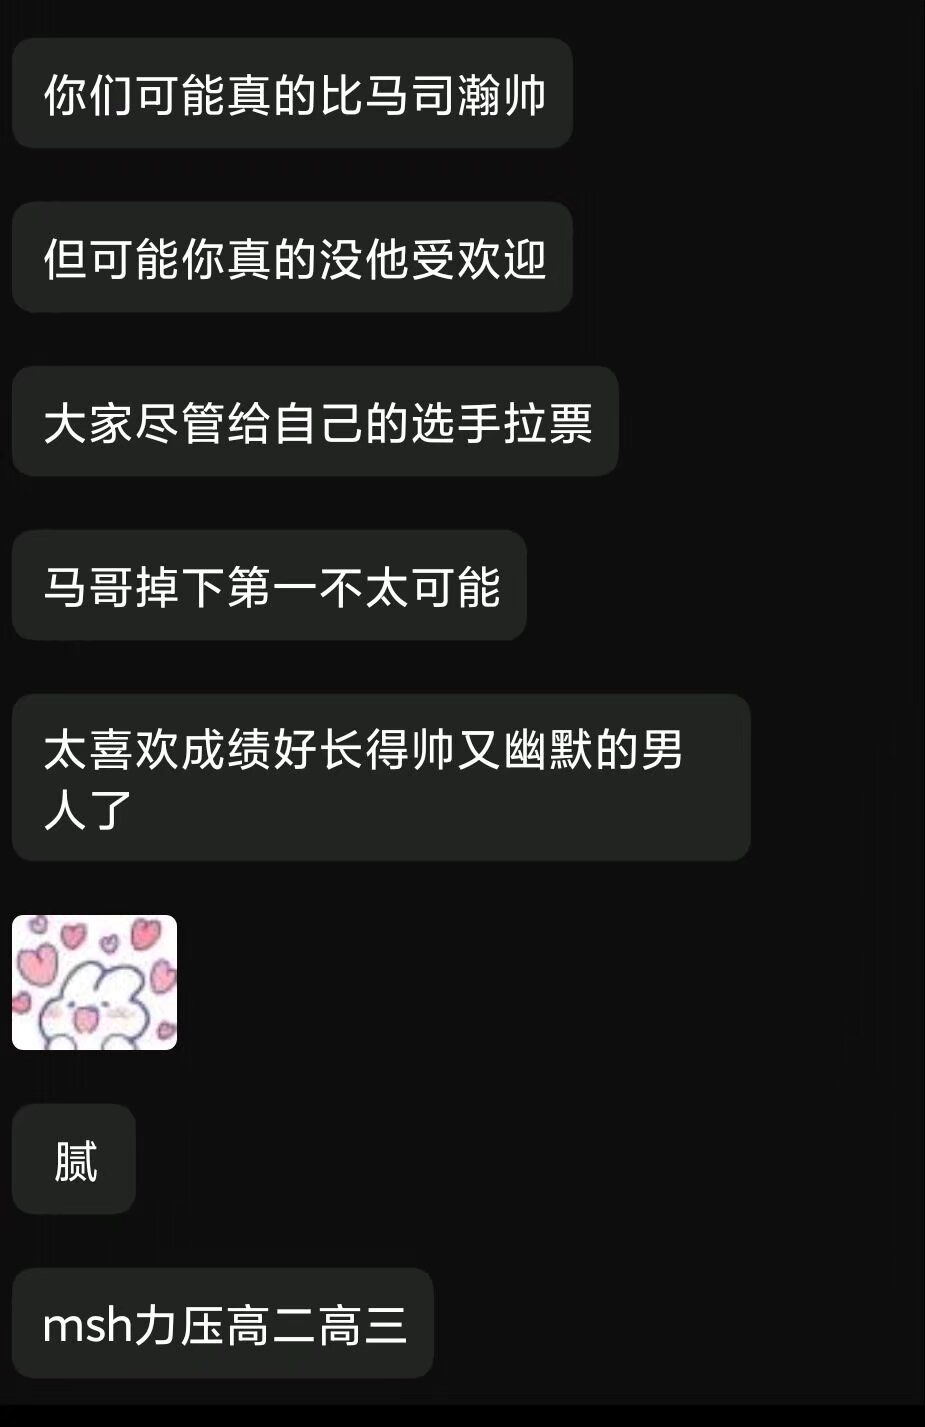 你们可能真的比马司瀚帅
但可能你真的没他受欢迎
大家尽管给自己的选手拉票
马哥掉下第一不太可能
太喜欢成绩好长得帅又幽默的男
人了
腻
msh力压高二高三